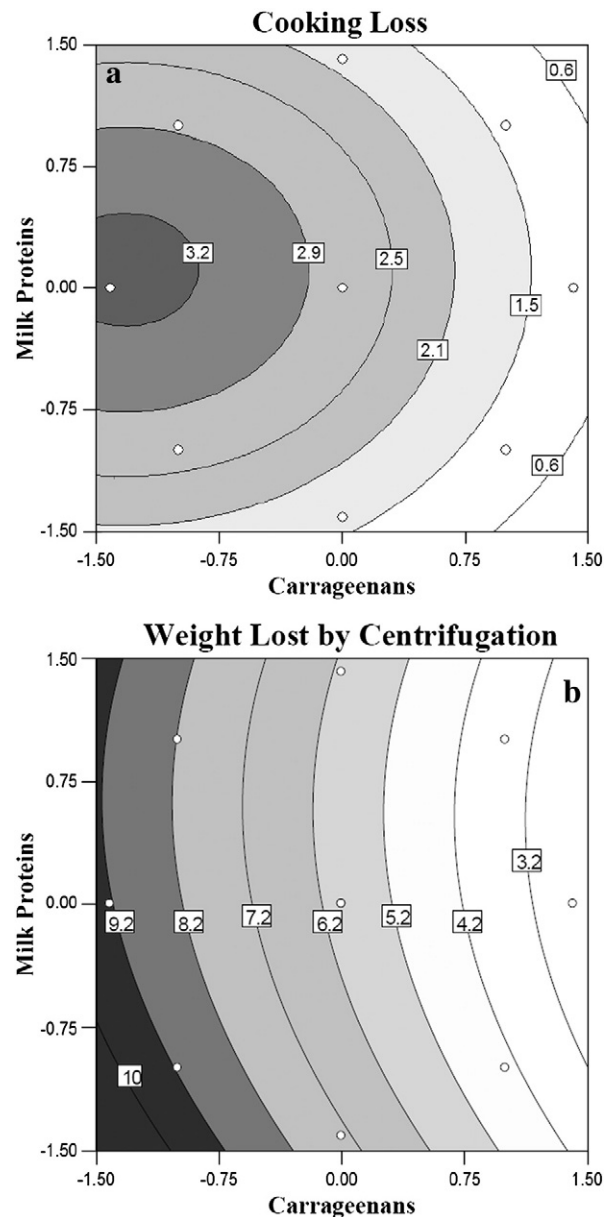 Cooking Loss
a
1.50
0.75
0.00
-0.75
-1.50
Milk Proteins
0.6
3.2
2.9
2.5
1.5
2.1
0.6
-1.50 -0.75 0.00 0.75 1.50
Carrageenans
Weight Lost by Centrifugation
b
1.50
0.75
0.00
-0.75
-1.50
Milk Proteins
3.2
9.2 8.2 7.2 6.2 5.2 4.2
10
-1.50 -0.75 0.00 0.75 1.50
Carrageenans